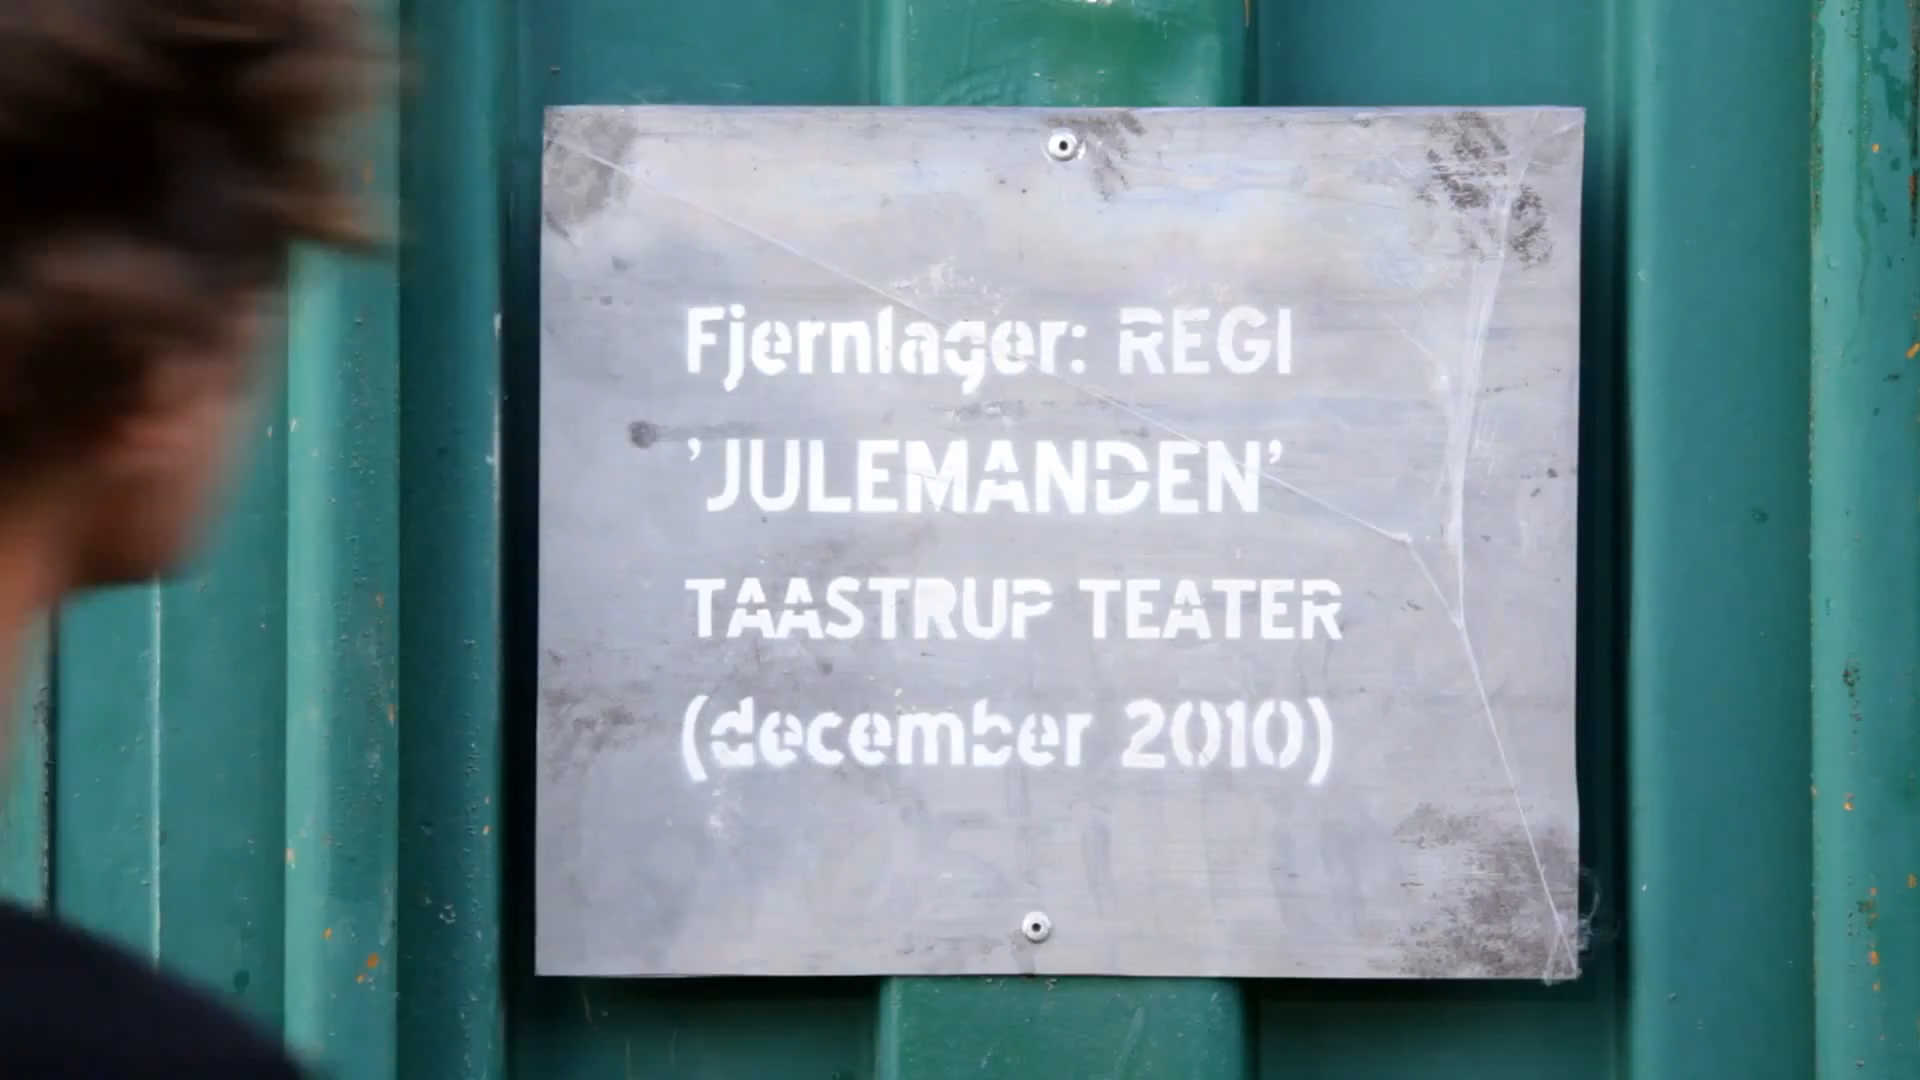 Fjernlager: REGI
’JULEMANDEN’
TAASTRUP TEATER
(december 2010)